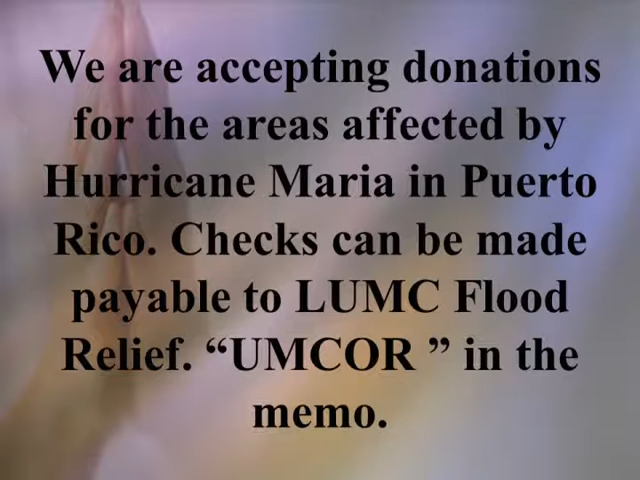 We are accepting donations
for the areas affected by
Hurricane Maria in Puerto
Rico. Checks can be made
payable to LUMC Flood
Relief. “UMCOR ” in the
memo.